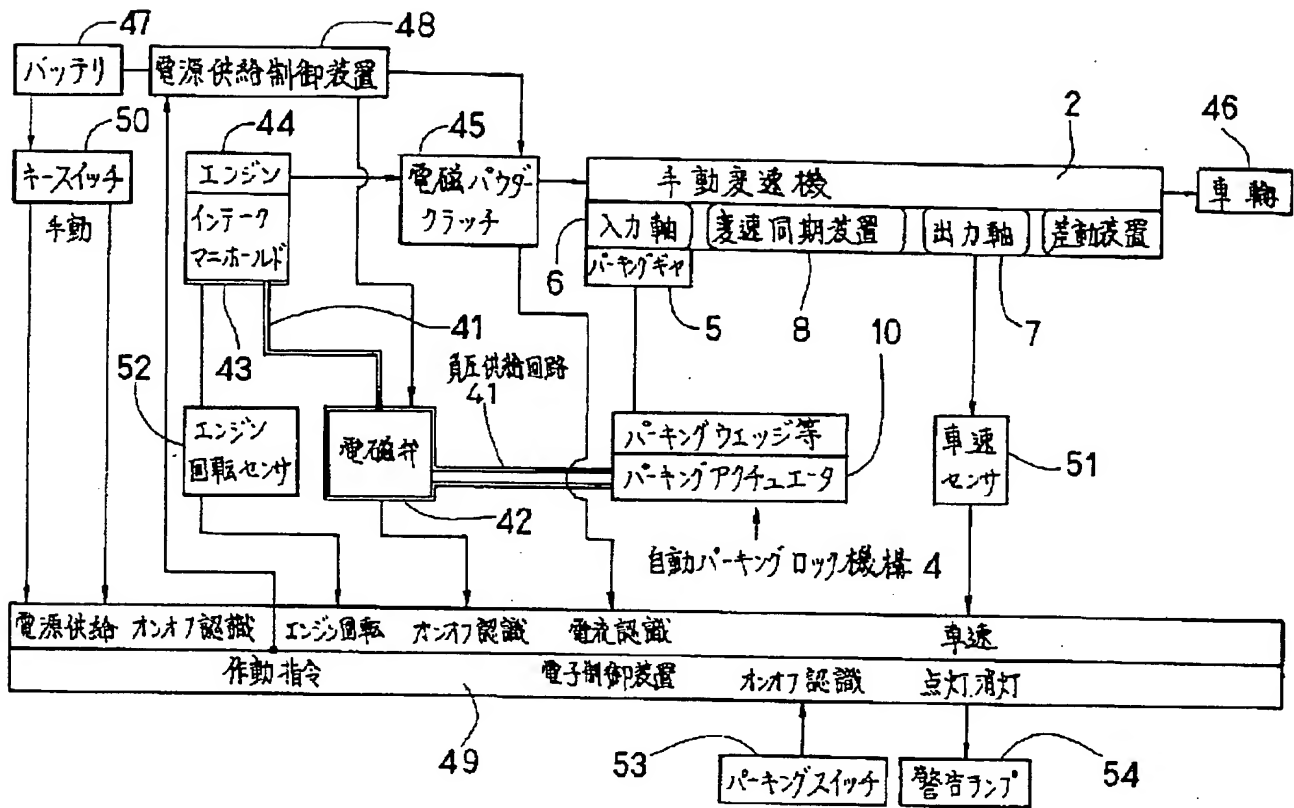 47
48
バッテリ
電源供給制御装置
50
44
45
2
46
キースイッチ
手動
エンジン
インテーク
マニホールド
電磁パウダー
クラッチ
手動変速機
車輪
6
入力軸
変速同期装置
出力軸
差動装置
パーキングギヤ
5
8
7
41
43
10
52
負圧供給回路
41
エンジン
回転センサ
電磁弁
パーキングウエッジ等
パーキングアクチュエータ
車速
センサ
51
42
自動パーキングロック機構 4
電源供給 オンオフ認識 エンジン回転 オンオフ認識 電流認識 車速
作動指令 電子制御装置 オンオフ認識 点灯.消灯
49
53
パーキングスイッチ
警告ランプ
54